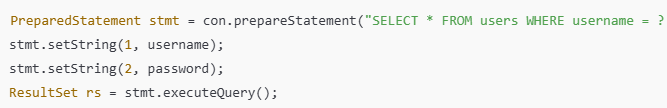 PreparedStatement stmt = con.prepareStatement("SELECT * FROM users WHERE username = ?
stmt.setString(1, username);
stmt.setString(2, password);
ResultSet rs = stmt.executeQuery();